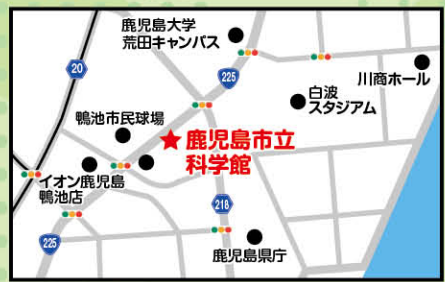 鹿児島大学
荒田キャンパス
20
225
川商ホール
白波
スタジアム
鴨池市民球場
鹿児島市立
科学館
イオン鹿児島
鴨池店
218
225
鹿児島県庁